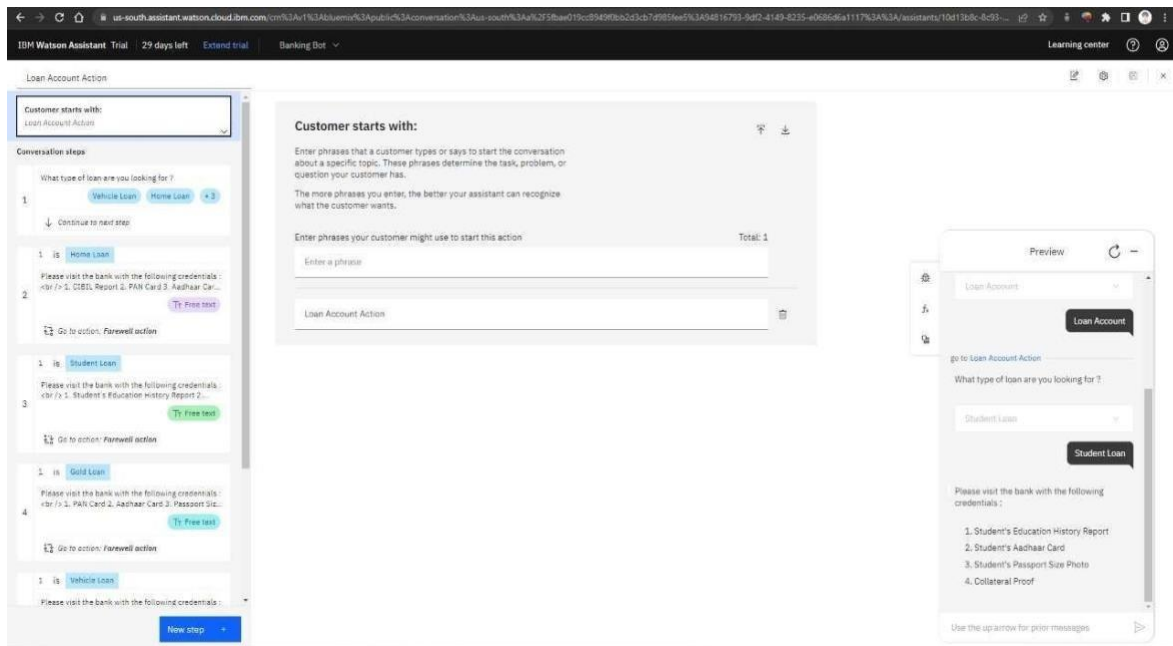 us-south.assistant.watson.cloud.ibm.com
IBM Watson Assistant Trial 29 days left Extend trial Banking Bot Learning center
Loan Account Action
Customer starts with:
Loan Account Action
Conversation steps
1
What type of loan are you looking for ?
Vehicle Loan Home Loan + 3
Continue to next step
2
1 is Home Loan
Please visit the bank with the following credentials :
<br /> 1. CIBIL Report 2. PAN Card 3. Aadhaar Car...
Free text
Go to action: Farewell action
3
1 is Student Loan
Please visit the bank with the following credentials :
<br /> 1. Student's Education History Report 2....
Free text
Go to action: Farewell action
4
1 is Gold Loan
Please visit the bank with the following credentials :
<br /> 1. PAN Card 2. Aadhaar Card 3. Passport Siz...
Free text
Go to action: Farewell action
1 is Vehicle Loan
Please visit the bank with the following credentials :
New step +
Customer starts with:
Enter phrases that a customer types or says to start the conversation
about a specific topic. These phrases determine the task, problem, or
question your customer has.
The more phrases you enter, the better your assistant can recognize
what the customer wants.
Enter phrases your customer might use to start this action Total: 1
Enter a phrase
Loan Account Action
Preview
Loan Account
Loan Account
go to Loan Account Action
What type of loan are you looking for ?
Student Loan
Student Loan
Please visit the bank with the following
credentials :
1. Student's Education History Report
2. Student's Aadhaar Card
3. Student's Passport Size Photo
4. Collateral Proof
Use the up arrow for prior messages